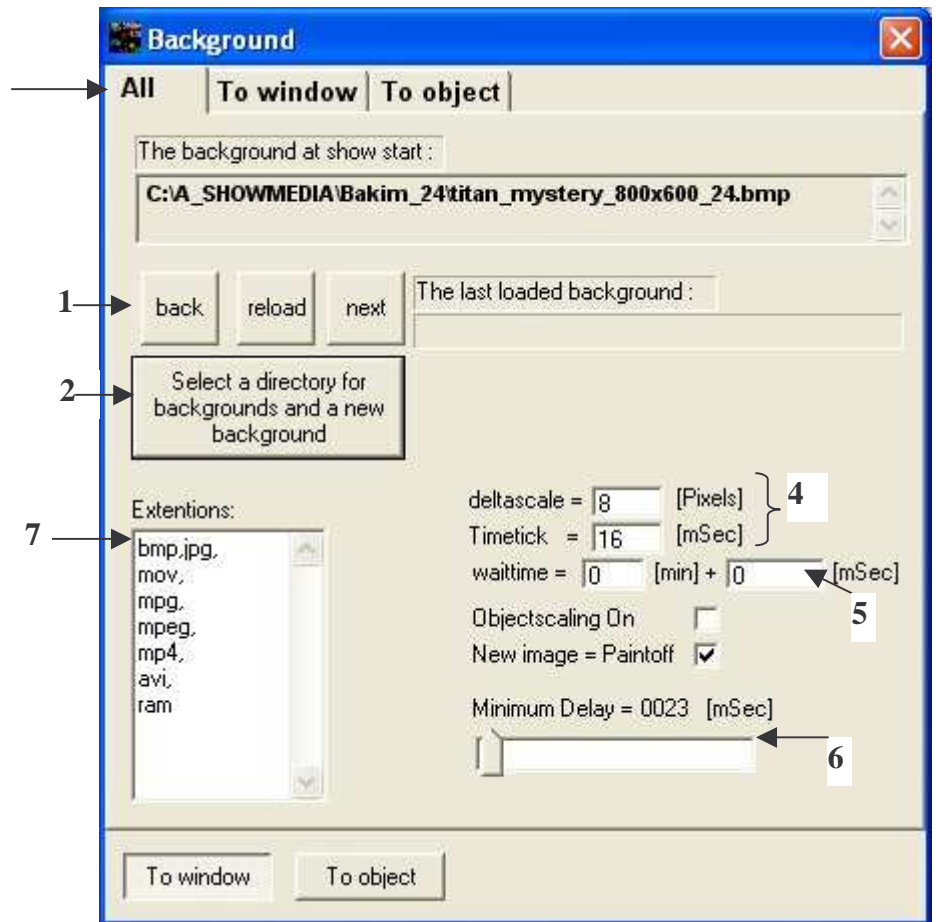 Background
All To window To object
The background at show start :
C:\A_SHOWMEDIA\Bakim_24\titan_mystery_800x600_24.bmp
1
back reload next
The last loaded background :
2
Select a directory for
backgrounds and a new
background
deltascale = 8 [Pixels]
4
Timetick = 16 [mSec]
waittime = 0 [min] + 0 [mSec]
5
Objectscaling On
New image = Paintoff
Minimum Delay = 0023 [mSec]
6
Extentions:
7
bmp,jpg,
mov,
mpg,
mpeg,
mp4,
avi,
ram
To window To object